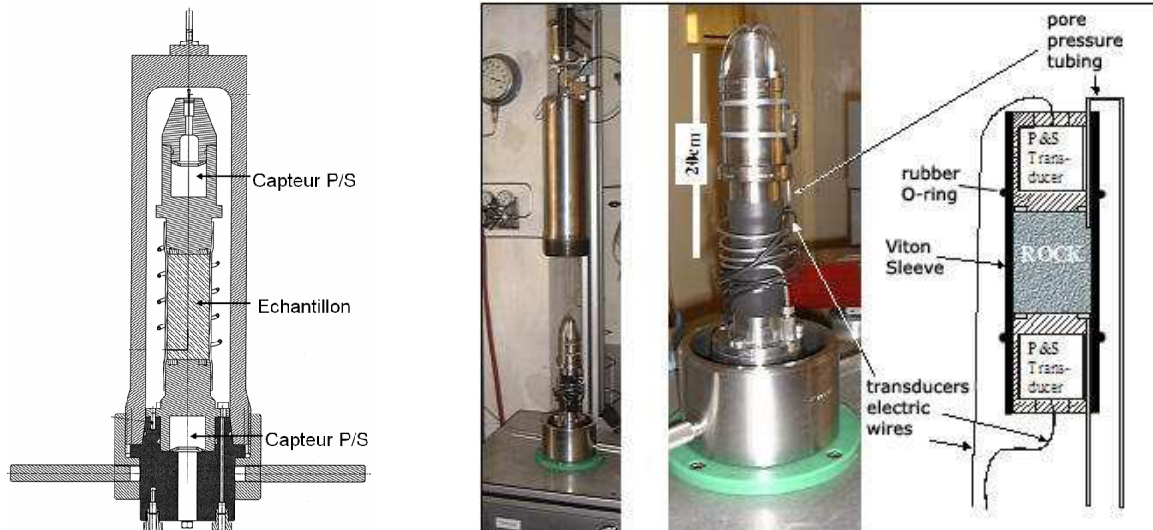 Capteur P/S
Echantillon
Capteur P/S
20cm
pore
pressure
tubing
P&S
Trans-
ducer
rubber
O-ring
Viton
Sleeve
ROCK
P&S
Trans-
ducer
transducers
electric
wires